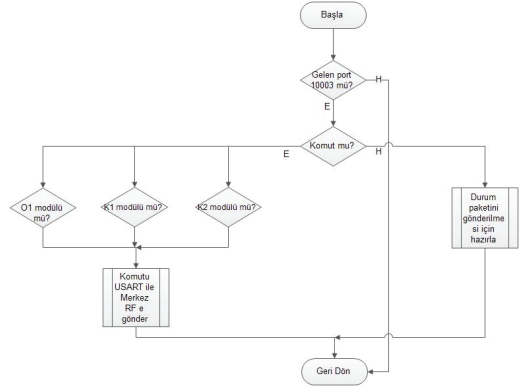 Başla
Gelen port
10003 mü?
H
E
Komut mu?
E
H
O1 modülü
mü?
K1 modülü mü?
K2 modülü mü?
Durum
paketini
gönderilme
si için
hazırla
Komutu
USART ile
Merkez
RF e
gönder
Geri Dön